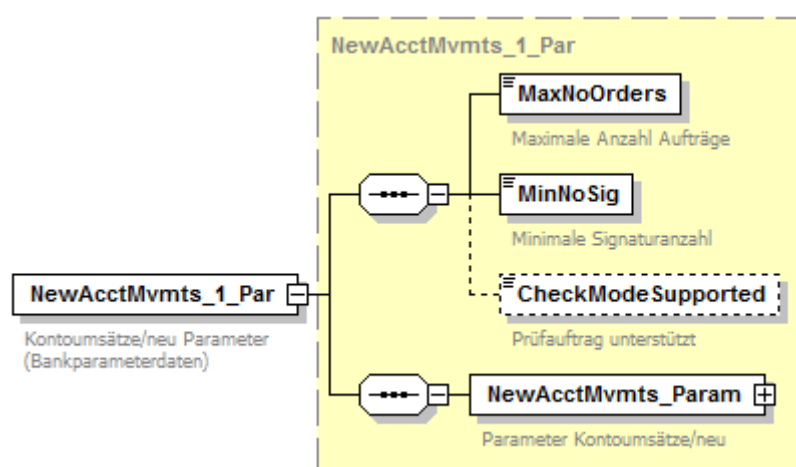 NewAcctMvmts_1_Par
MaxNoOrders
Maximale Anzahl Aufträge
MinNoSig
Minimale Signaturanzahl
NewAcctMvmts_1_Par
Kontoumsätze/neu Parameter
(Bankparameterdaten)
CheckModeSupported
Prüfauftrag unterstützt
NewAcctMvmts_Param
Parameter Kontoumsätze/neu